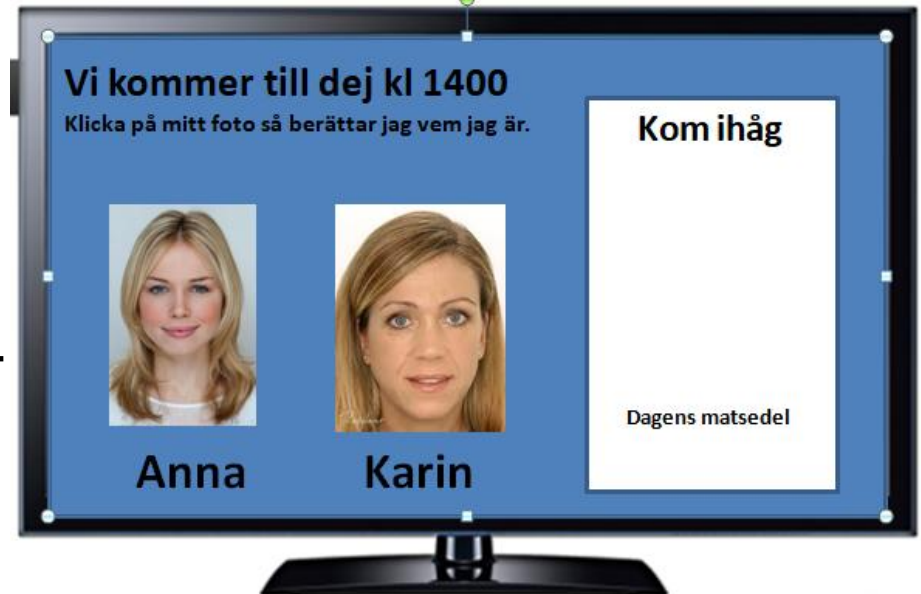 Vi kommer till dej kl 1400
Klicka på mitt foto så berättar jag vem jag är.
Kom ihåg
Anna
Karin
Dagens matsedel